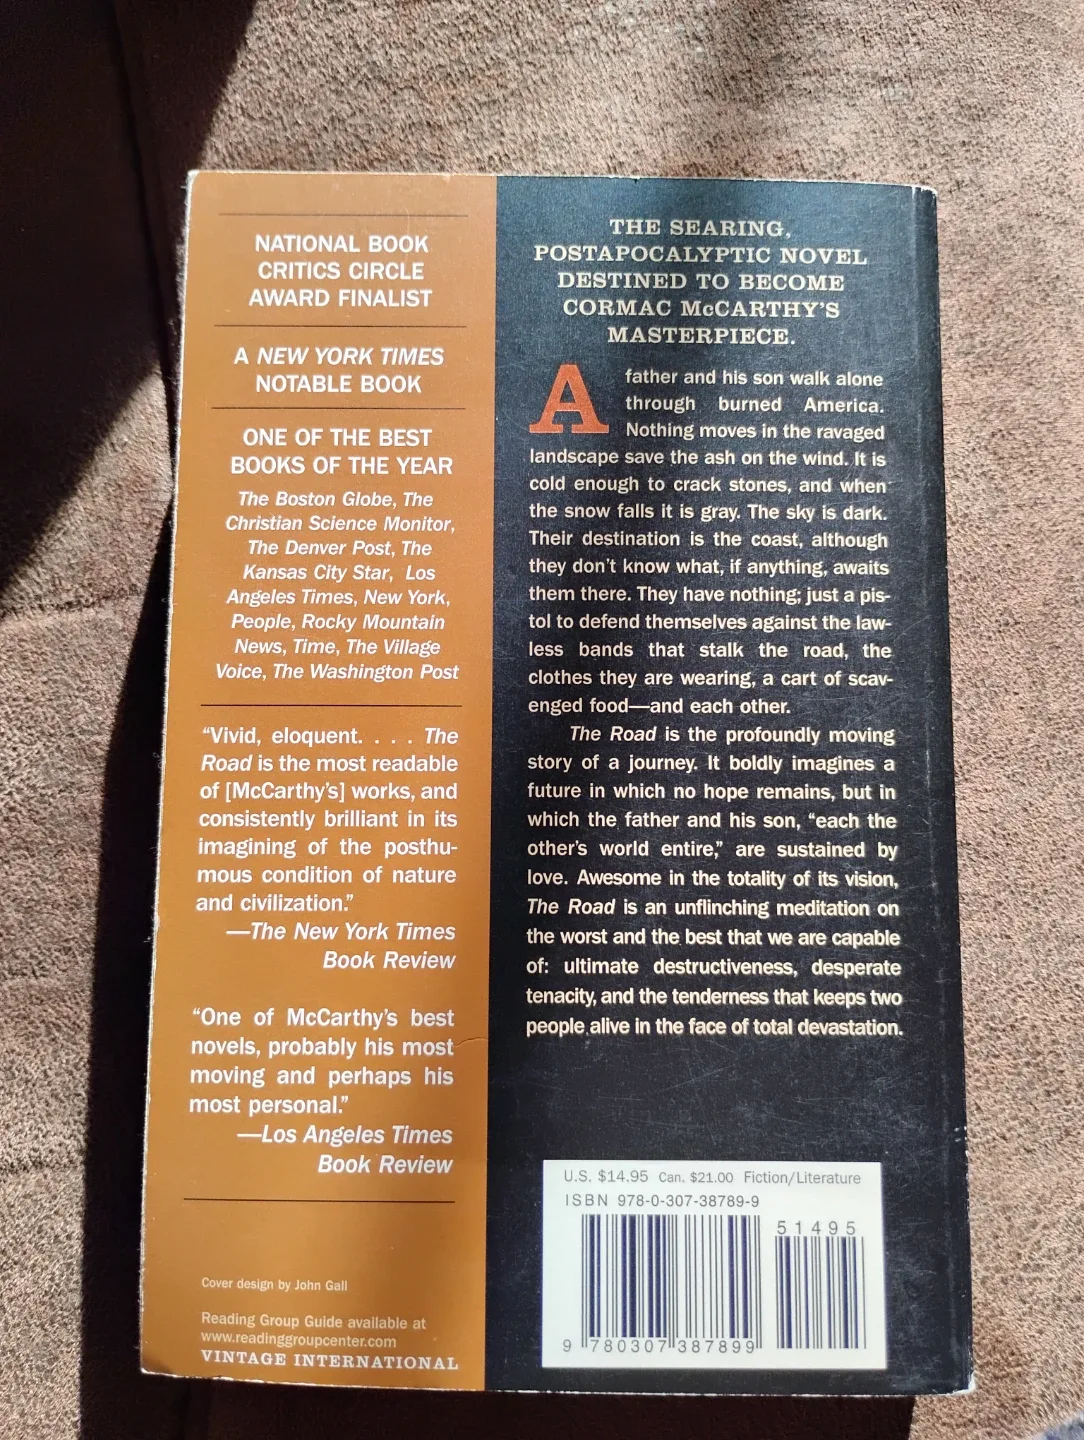 NATIONAL BOOK
CRITICS CIRCLE
AWARD FINALIST
A NEW YORK TIMES
NOTABLE BOOK
ONE OF THE BEST
BOOKS OF THE YEAR
The Boston Globe, The
Christian Science Monitor,
The Denver Post, The
Kansas City Star, Los
Angeles Times, New York,
People, Rocky Mountain
News, Time, The Village
Voice, The Washington Post
“Vivid, eloquent. . . . The
Road is the most readable
of [McCarthy’s] works, and
consistently brilliant in its
imagining of the posthu-
mous condition of nature
and civilization.”
—The New York Times
Book Review
“One of McCarthy’s best
novels, probably his most
moving and perhaps his
most personal.”
—Los Angeles Times
Book Review
Cover design by John Gall
Reading Group Guide available at
www.readinggroupcenter.com
VINTAGE INTERNATIONAL
THE SEARING,
POSTAPOCALYPTIC NOVEL
DESTINED TO BECOME
CORMAC McCARTHY’S
MASTERPIECE.
A father and his son walk alone
through burned America.
Nothing moves in the ravaged
landscape save the ash on the wind. It is
cold enough to crack stones, and when
the snow falls it is gray. The sky is dark.
Their destination is the coast, although
they don’t know what, if anything, awaits
them there. They have nothing; just a pis-
tol to defend themselves against the law-
less bands that stalk the road, the
clothes they are wearing, a cart of scav-
enged food—and each other.
The Road is the profoundly moving
story of a journey. It boldly imagines a
future in which no hope remains, but in
which the father and his son, “each the
other’s world entire,” are sustained by
love. Awesome in the totality of its vision,
The Road is an unflinching meditation on
the worst and the best that we are capable
of: ultimate destructiveness, desperate
tenacity, and the tenderness that keeps two
people alive in the face of total devastation.
U.S. $14.95 Can. $21.00 Fiction/Literature
ISBN 978-0-307-38789-9
51495
9 780307 387899